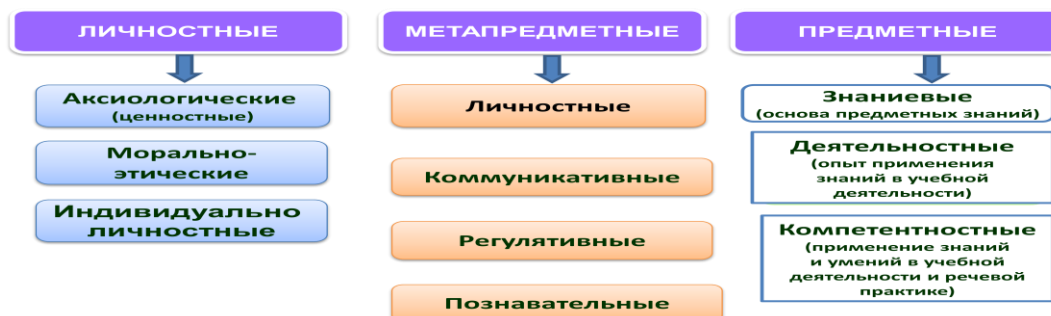 ЛИЧНОСТНЫЕ
Аксиологические
(ценностные)
Морально-
этические
Индивидуально
личностные
МЕТАПРЕДМЕТНЫЕ
Личностные
Коммуникативные
Регулятивные
Познавательные
ПРЕДМЕТНЫЕ
Знаниевые
(основа предметных знаний)
Деятельностные
(опыт применения
знаний в учебной
деятельности)
Компетентностные
(применение знаний
и умений в учебной
деятельности и речевой
практике)